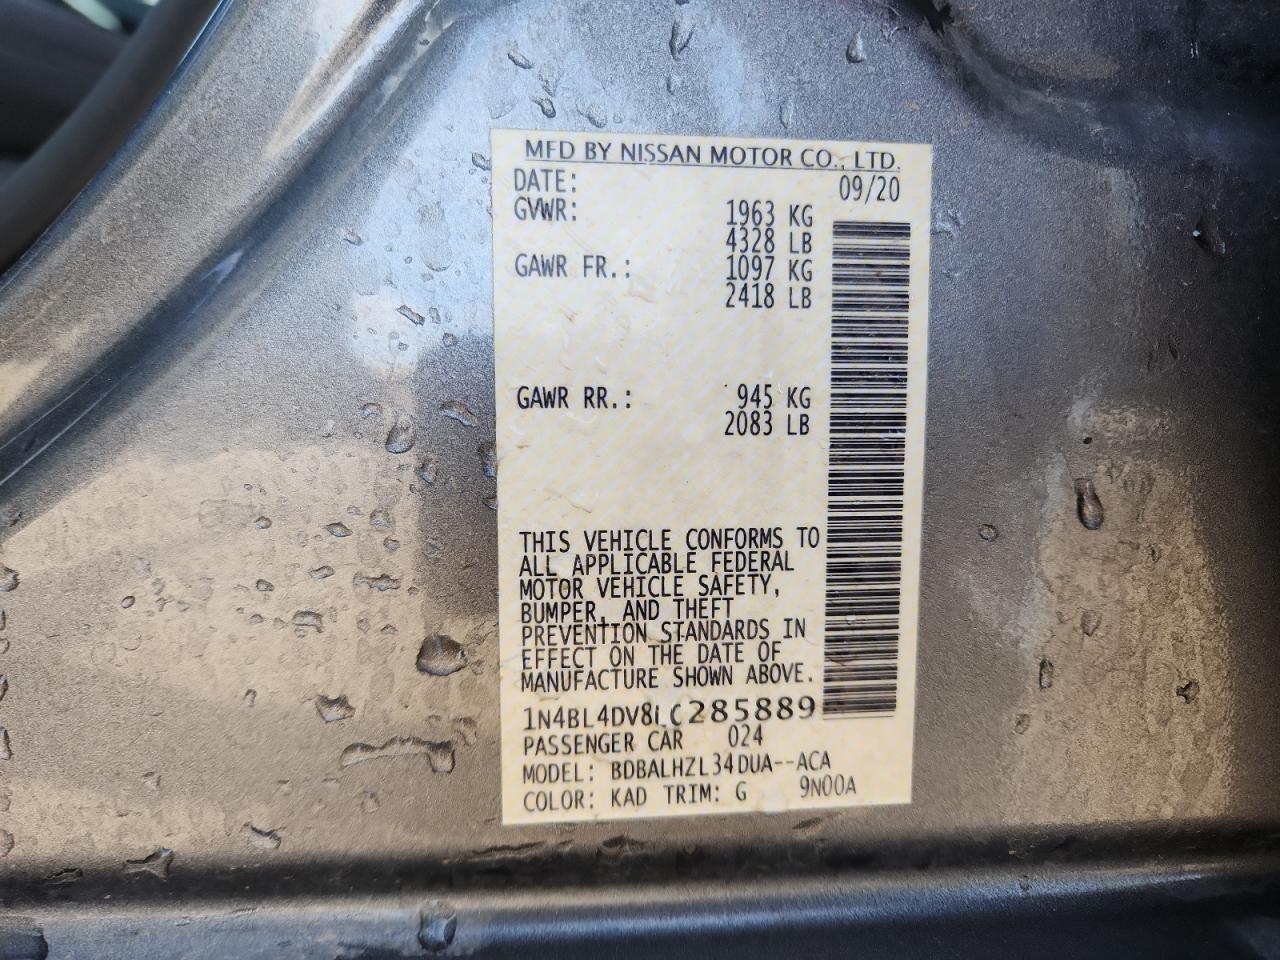 MFD BY NISSAN MOTOR CO., LTD.
DATE: 09/20
GVWR: 1963 KG
4328 LB
GAWR FR.: 1097 KG
2418 LB
GAWR RR.: 945 KG
2083 LB
THIS VEHICLE CONFORMS TO
ALL APPLICABLE FEDERAL
MOTOR VEHICLE SAFETY,
BUMPER, AND THEFT
PREVENTION STANDARDS IN
EFFECT ON THE DATE OF
MANUFACTURE SHOWN ABOVE.
1N4BL4DV8LC285889
PASSENGER CAR 024
MODEL: BDBALHZL34DUA--ACA
COLOR: KAD TRIM: G 9N00A